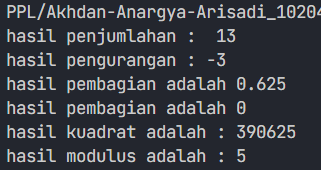 PPL/Akhdan-Anargya-Arisadi_10204
hasil penjumlahan :  13
hasil pengurangan : -3
hasil pembagian adalah 0.625
hasil pembagian adalah 0
hasil kuadrat adalah : 390625
hasil modulus adalah : 5